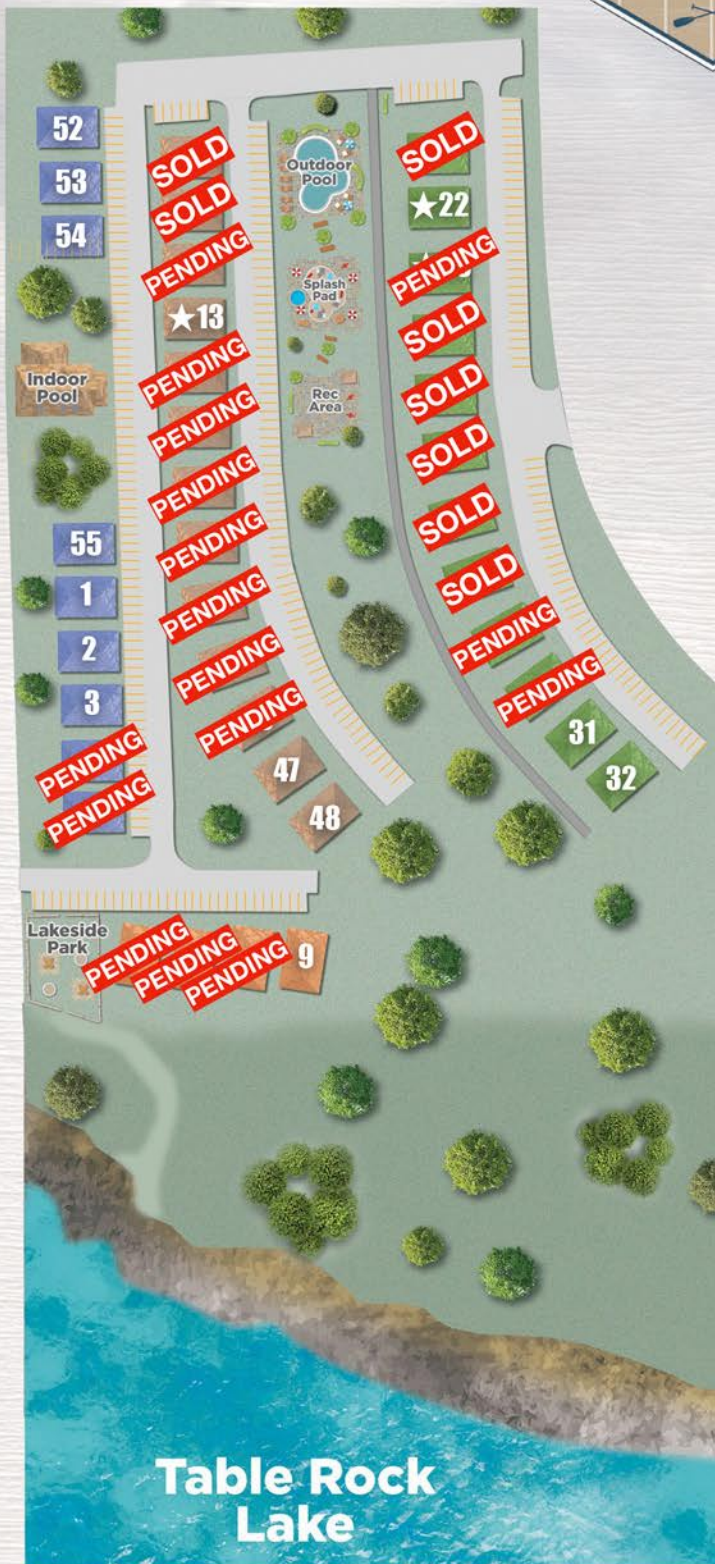 52
53
54
Indoor
Pool
55
1
2
3
PENDING
PENDING
SOLD
SOLD
PENDING
★13
PENDING
PENDING
PENDING
PENDING
PENDING
PENDING
PENDING
47
48
Outdoor
Pool
Splash
Pad
Rec
Area
SOLD
★22
PENDING
SOLD
SOLD
SOLD
SOLD
SOLD
PENDING
PENDING
31
32
Lakeside
Park
PENDING
PENDING
PENDING
9
Table Rock
Lake